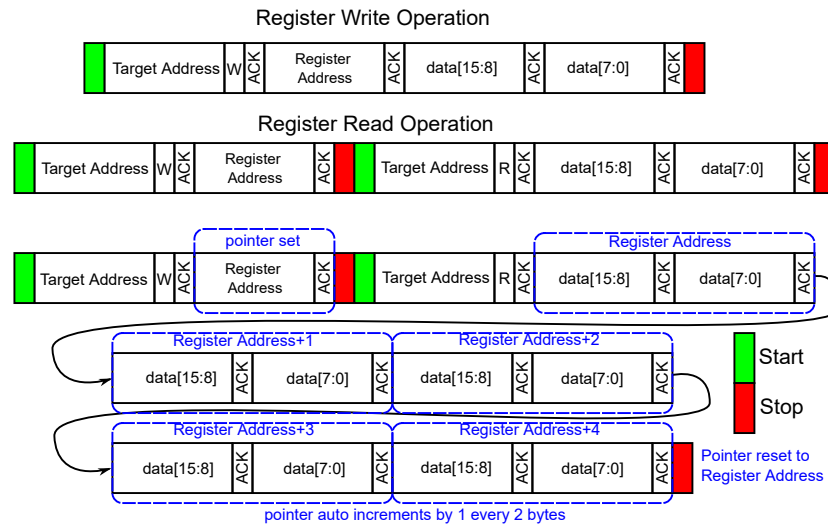 Register Write Operation
Target Address W ACK Register Address ACK data[15:8] ACK data[7:0] ACK
Register Read Operation
Target Address W ACK Register Address ACK Target Address R ACK data[15:8] ACK data[7:0] ACK
pointer set Register Address
Target Address W ACK Register Address ACK Target Address R ACK data[15:8] ACK data[7:0] ACK
Register Address+1 Register Address+2
data[15:8] ACK data[7:0] ACK data[15:8] ACK data[7:0] ACK
Start
Stop
Register Address+3 Register Address+4
data[15:8] ACK data[7:0] ACK data[15:8] ACK data[7:0] ACK
Pointer reset to
Register Address
pointer auto increments by 1 every 2 bytes